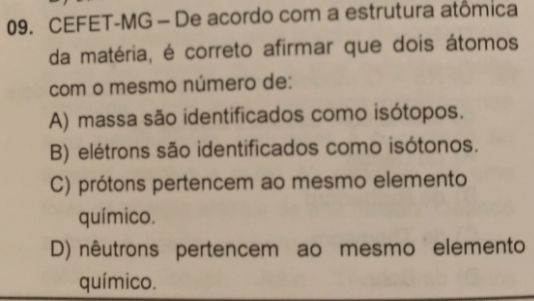 09. CEFET-MG – De acordo com a estrutura atômica
da matéria, é correto afirmar que dois átomos
com o mesmo número de:
A) massa são identificados como isótopos.
B) elétrons são identificados como isótonos.
C) prótons pertencem ao mesmo elemento
químico.
D) nêutrons pertencem ao mesmo elemento
químico.